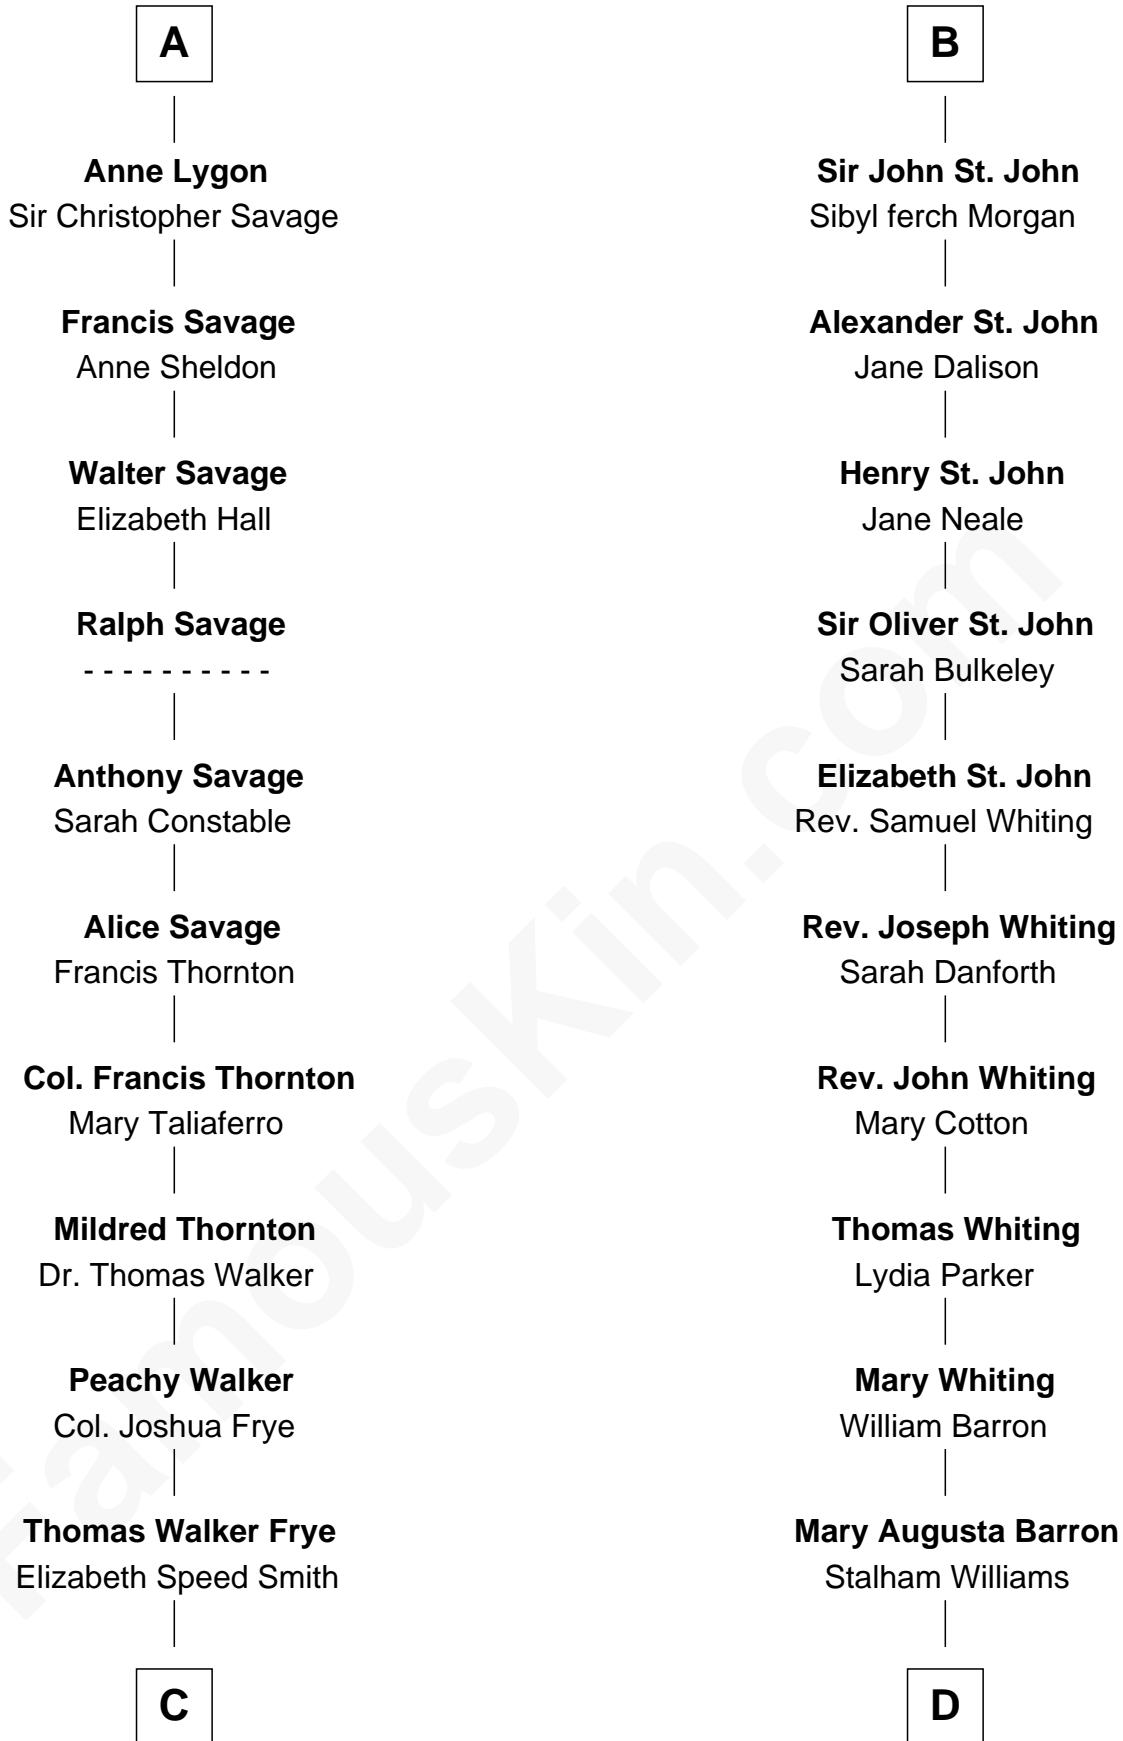 A
Anne Lygon
Sir Christopher Savage
Francis Savage
Anne Sheldon
Walter Savage
Elizabeth Hall
Ralph Savage
- - - - - - - - - -
Anthony Savage
Sarah Constable
Alice Savage
Francis Thornton
Col. Francis Thornton
Mary Taliaferro
Mildred Thornton
Dr. Thomas Walker
Peachy Walker
Col. Joshua Frye
Thomas Walker Frye
Elizabeth Speed Smith
C
B
Sir John St. John
Sibyl ferch Morgan
Alexander St. John
Jane Dalison
Henry St. John
Jane Neale
Sir Oliver St. John
Sarah Bulkeley
Elizabeth St. John
Rev. Samuel Whiting
Rev. Joseph Whiting
Sarah Danforth
Rev. John Whiting
Mary Cotton
Thomas Whiting
Lydia Parker
Mary Whiting
William Barron
Mary Augusta Barron
Stalham Williams
D
FamousKin.com